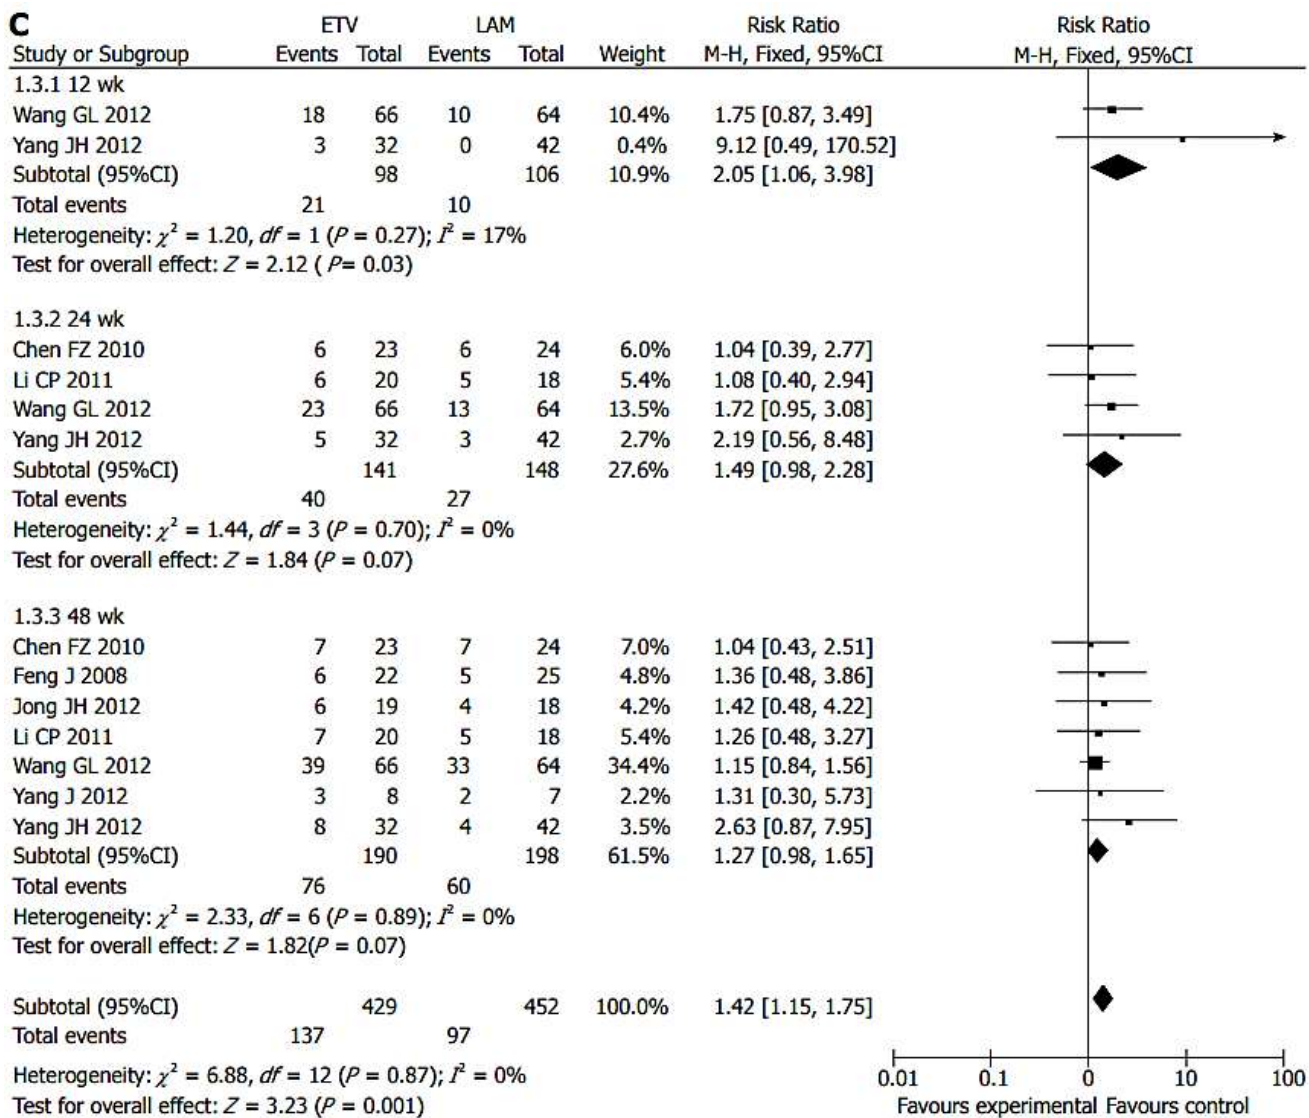 C
ETV LAM Risk Ratio Risk Ratio
Study or Subgroup Events Total Events Total Weight M-H, Fixed, 95%CI M-H, Fixed, 95%CI
1.3.1 12 wk
Wang GL 2012 18 66 10 64 10.4% 1.75 [0.87, 3.49]
Yang JH 2012 3 32 0 42 0.4% 9.12 [0.49, 170.52]
Subtotal (95%CI) 98 106 10.9% 2.05 [1.06, 3.98]
Total events 21 10
Heterogeneity: χ² = 1.20, df = 1 (P = 0.27); I² = 17%
Test for overall effect: Z = 2.12 ( P= 0.03)
1.3.2 24 wk
Chen FZ 2010 6 23 6 24 6.0% 1.04 [0.39, 2.77]
Li CP 2011 6 20 5 18 5.4% 1.08 [0.40, 2.94]
Wang GL 2012 23 66 13 64 13.5% 1.72 [0.95, 3.08]
Yang JH 2012 5 32 3 42 2.7% 2.19 [0.56, 8.48]
Subtotal (95%CI) 141 148 27.6% 1.49 [0.98, 2.28]
Total events 40 27
Heterogeneity: χ² = 1.44, df = 3 (P = 0.70); I² = 0%
Test for overall effect: Z = 1.84 (P = 0.07)
1.3.3 48 wk
Chen FZ 2010 7 23 7 24 7.0% 1.04 [0.43, 2.51]
Feng J 2008 6 22 5 25 4.8% 1.36 [0.48, 3.86]
Jong JH 2012 6 19 4 18 4.2% 1.42 [0.48, 4.22]
Li CP 2011 7 20 5 18 5.4% 1.26 [0.48, 3.27]
Wang GL 2012 39 66 33 64 34.4% 1.15 [0.84, 1.56]
Yang J 2012 3 8 2 7 2.2% 1.31 [0.30, 5.73]
Yang JH 2012 8 32 4 42 3.5% 2.63 [0.87, 7.95]
Subtotal (95%CI) 190 198 61.5% 1.27 [0.98, 1.65]
Total events 76 60
Heterogeneity: χ² = 2.33, df = 6 (P = 0.89); I² = 0%
Test for overall effect: Z = 1.82(P = 0.07)
Subtotal (95%CI) 429 452 100.0% 1.42 [1.15, 1.75]
Total events 137 97
Heterogeneity: χ² = 6.88, df = 12 (P = 0.87); I² = 0%
Test for overall effect: Z = 3.23 (P = 0.001)
0.01 0.1 0 10 100
Favours experimental Favours control